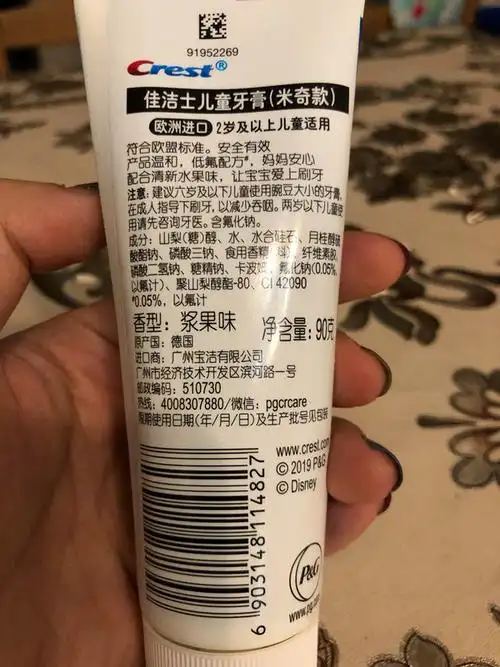 91952269
Crest®
佳洁士儿童牙膏(米奇款)
欧洲进口 2岁及以上儿童适用
符合欧盟标准。安全有效
产品温和，低氟配方*，妈妈安心
配合清新水果味，让宝宝爱上刷牙
注意：建议六岁及以下儿童使用豌豆大小的牙膏，
在成人指导下刷牙，以减少吞咽。两岁以下儿童使
用请先咨询牙医。含氟化钠。
成分：山梨(糖)醇、水、水合硅石、月桂醇硫
酸酯钠、磷酸三钠、食用香精、纤维素胶、
磷酸二氢钠、糖精钠、卡波姆、氟化钠(0.05%,
以氟计)、聚山梨醇酯-80、CI 42090
*0.05%，以氟计
香型：浆果味 净含量：90克
原产国：德国
进口商：广州宝洁有限公司
广州市经济技术开发区滨河路一号
邮政编码：510730
热线：4008307880/微信：pgcrcare
限期使用日期(年/月/日)及生产批号见包装
www.crest.com
© 2019 P&G
© Disney
6 903148 114827
P&G
www.pg.